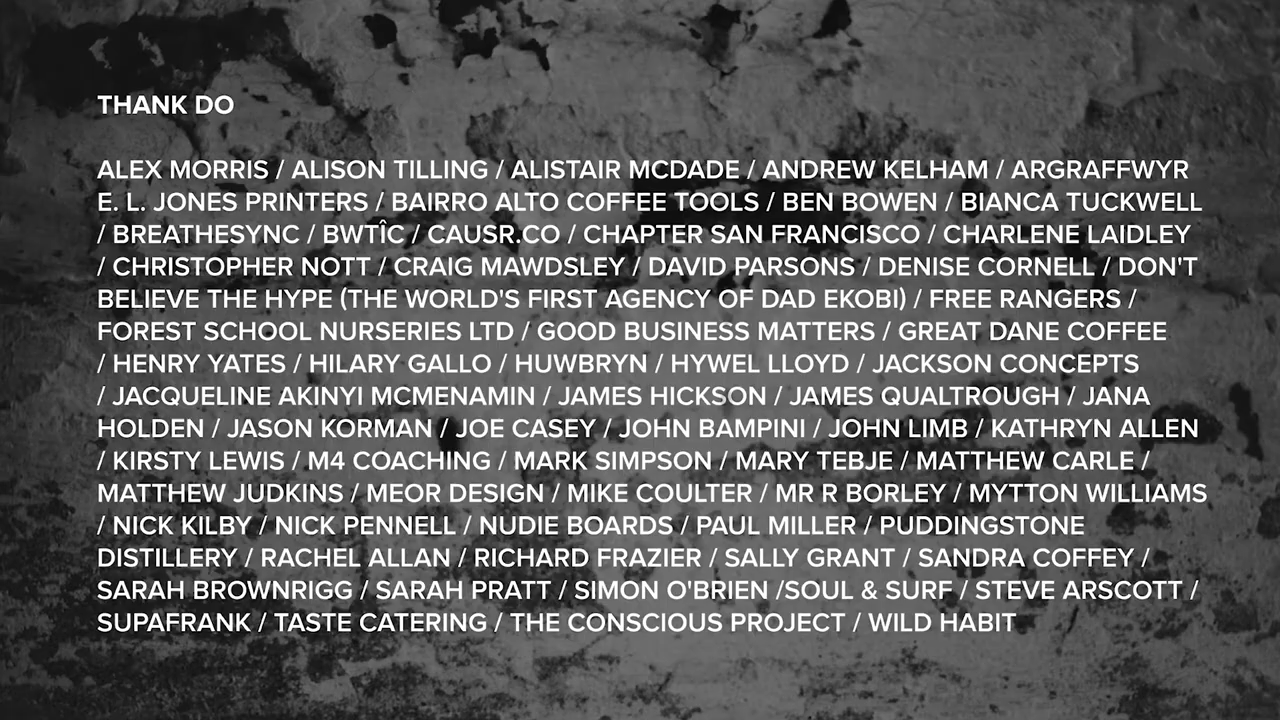 THANK DO
ALEX MORRIS / ALISON TILLING / ALISTAIR MCDADE / ANDREW KELHAM / ARGRAFFWYR
E. L. JONES PRINTERS / BAIRRO ALTO COFFEE TOOLS / BEN BOWEN / BIANCA TUCKWELL
/ BREATHESYNC / BWTÎC / CAUSR.CO / CHAPTER SAN FRANCISCO / CHARLENE LAIDLEY
/ CHRISTOPHER NOTT / CRAIG MAWDSLEY / DAVID PARSONS / DENISE CORNELL / DON'T
BELIEVE THE HYPE (THE WORLD'S FIRST AGENCY OF DAD EKOBI) / FREE RANGERS /
FOREST SCHOOL NURSERIES LTD / GOOD BUSINESS MATTERS / GREAT DANE COFFEE
/ HENRY YATES / HILARY GALLO / HUWBRYN / HYWEL LLOYD / JACKSON CONCEPTS
/ JACQUELINE AKINYI MCMENAMIN / JAMES HICKSON / JAMES QUALTROUGH / JANA
HOLDEN / JASON KORMAN / JOE CASEY / JOHN BAMPINI / JOHN LIMB / KATHRYN ALLEN
/ KIRSTY LEWIS / M4 COACHING / MARK SIMPSON / MARY TEBJE / MATTHEW CARLE /
MATTHEW JUDKINS / MEOR DESIGN / MIKE COULTER / MR R BORLEY / MYTTON WILLIAMS
/ NICK KILBY / NICK PENNELL / NUDIE BOARDS / PAUL MILLER / PUDDINGSTONE
DISTILLERY / RACHEL ALLAN / RICHARD FRAZIER / SALLY GRANT / SANDRA COFFEY /
SARAH BROWNRIGG / SARAH PRATT / SIMON O'BRIEN /SOUL & SURF / STEVE ARSCOTT /
SUPAFRANK / TASTE CATERING / THE CONSCIOUS PROJECT / WILD HABIT